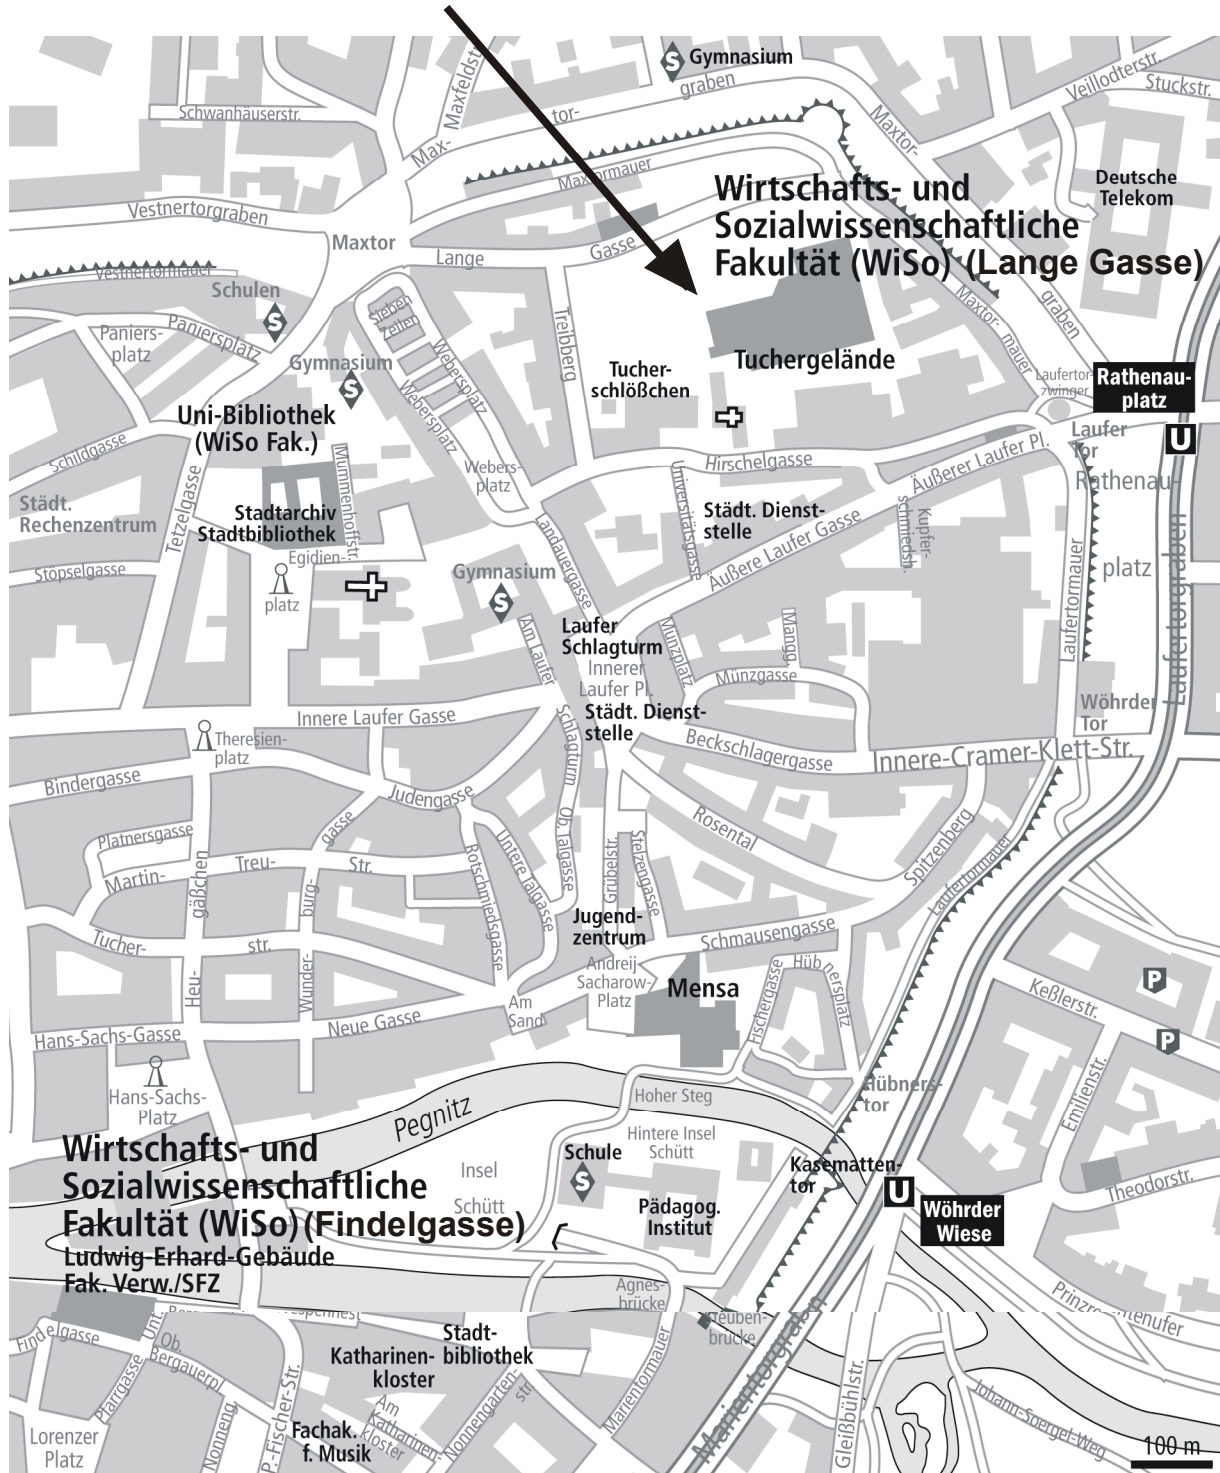 Gymnasium
graben
Maxfeldstr
Schwanhäuserstr.
tor-
Max-
Maxtor-
Veillodterstr.
Stuckstr.
Maxtormauer
Deutsche
Telekom
Wirtschafts- und
Sozialwissenschaftliche
Fakultät (WiSo) (Lange Gasse)
Vestnertorgraben
Maxtor
Lange
Gasse
Vestnertormauer
Schulen
S
Paniers-
platz
Paniersplatz
Sieben
Zeilen
Maxtor-
mauer
graben
Gymnasium
S
Webersplatz
Webersplatz
Treibberg
Tucher-
schlößchen
Tuchergelände
Laufertor-
zwinger
Rathenau-
platz
U
Uni-Bibliothek
(WiSo Fak.)
Schildgasse
Laufer
Tor
Rathenau-
platz
Hirschelgasse
Äußerer Laufer Pl.
Webers-
platz
Mummenhoffstr.
Tetzelgasse
Städt.
Rechenzentrum
Stadtarchiv
Stadtbibliothek
Universitätsgasse
Städt. Dienst-
stelle
Kupfer-
schmiedsh.
Landauergasse
Äußere Laufer Gasse
Egidien-
platz
Stöpselgasse
Gymnasium
S
Laufertormauer
Laufertorgraben
Laufer
Schlagturm
Innerer
Laufer Pl.
Münzplatz
Mangg.
Münzgasse
Am Laufer
Schlagturm
Städt. Dienst-
stelle
Wöhrder
Tor
Innere Laufer Gasse
Theresien-
platz
Beckschlagergasse
Innere-Cramer-Klett-Str.
Bindergasse
Judengasse
Ob. Talgasse
Rosental
Spitzenberg
Platnersgasse
gasse
Untere Talgasse
Grübelstr.
Stelzengasse
Laufertormauer
Martin-
Treu-
Str.
burg-
gäßchen
Rotschmiedsgasse
Jugend-
zentrum
Tucher-
str.
Schmausengasse
Andreij-
Sacharow-
Platz
Mensa
Fischergasse
Hüb
nersplatz
Heu-
Wunder-
Am
Sand
Neue Gasse
Hans-Sachs-Gasse
Keßlerstr.
P
P
Hans-Sachs-
Platz
Hoher Steg
Hübners-
tor
Emilienstr.
Pegnitz
Hintere Insel
Schütt
Wirtschafts- und
Sozialwissenschaftliche
Fakultät (WiSo) (Findelgasse)
Ludwig-Erhard-Gebäude
Fak. Verw./SFZ
Insel
Schütt
Schule
S
Kasematten-
tor
U
Wöhrder
Wiese
Theodorstr.
Pädagog.
Institut
Agnes-
brücke
Findelgasse
Unt.
Ob.
Bergauerpl.
Stadt-
bibliothek
Katharinen-
kloster
Marientorgraben
Marientormauer
Pfarrgasse
Am
Katharinen-
kloster
Nonnengarten-
str.
Fachak.
f. Musik
Lorenzer
Platz
Nonneng.
P.-Fischer-Str.
Gleißbühlstr.
Johann-Soergel-Weg
100 m